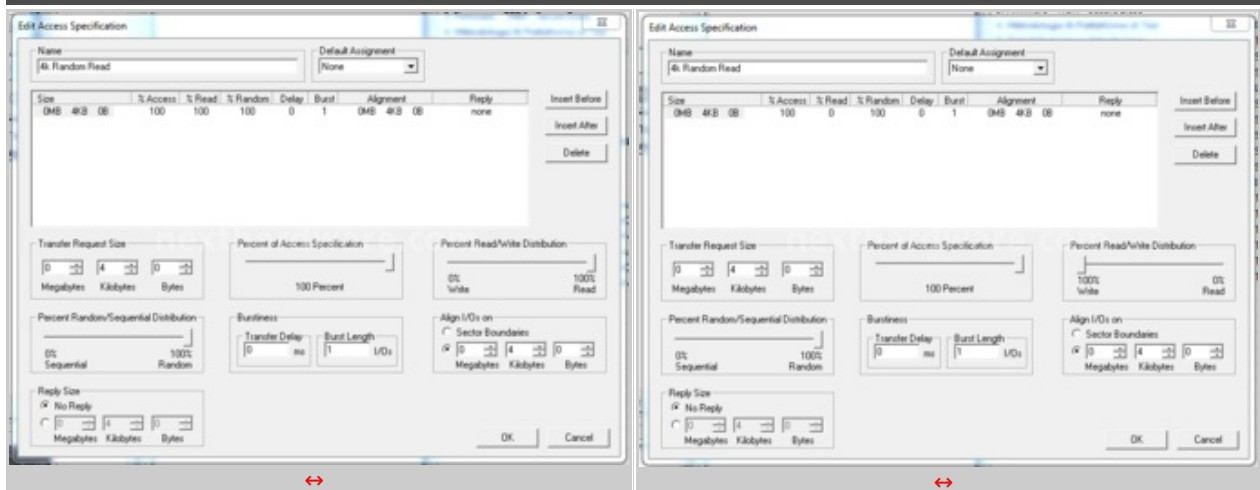 Edit Access Specification
Name
4k Random Read
Default Assignment
None
Size % Access % Read % Random Delay Burst Alignment Reply
0MB 4KB 0B 100 100 100 0 1 0MB 4KB 0B none
Insert Before
Insert After
Delete
Transfer Request Size
0 4 0
Megabytes Kilobytes Bytes
Percent of Access Specification
100 Percent
Percent Read/Write Distribution
0% 100%
Write Read
Percent Random/Sequential Distribution
0% 100%
Sequential Random
Burstiness
Transfer Delay
0 ms
Burst Length
1 I/Os
Align I/Os on
Sector Boundaries
0 4 0
Megabytes Kilobytes Bytes
Reply Size
No Reply
0 4 0
Megabytes Kilobytes Bytes
OK Cancel
Edit Access Specification
Name
4k Random Read
Default Assignment
None
Size % Access % Read % Random Delay Burst Alignment Reply
0MB 4KB 0B 100 0 100 0 1 0MB 4KB 0B none
Insert Before
Insert After
Delete
Transfer Request Size
0 4 0
Megabytes Kilobytes Bytes
Percent of Access Specification
100 Percent
Percent Read/Write Distribution
100% 0%
Write Read
Percent Random/Sequential Distribution
0% 100%
Sequential Random
Burstiness
Transfer Delay
0 ms
Burst Length
1 I/Os
Align I/Os on
Sector Boundaries
0 4 0
Megabytes Kilobytes Bytes
Reply Size
No Reply
0 4 0
Megabytes Kilobytes Bytes
OK Cancel